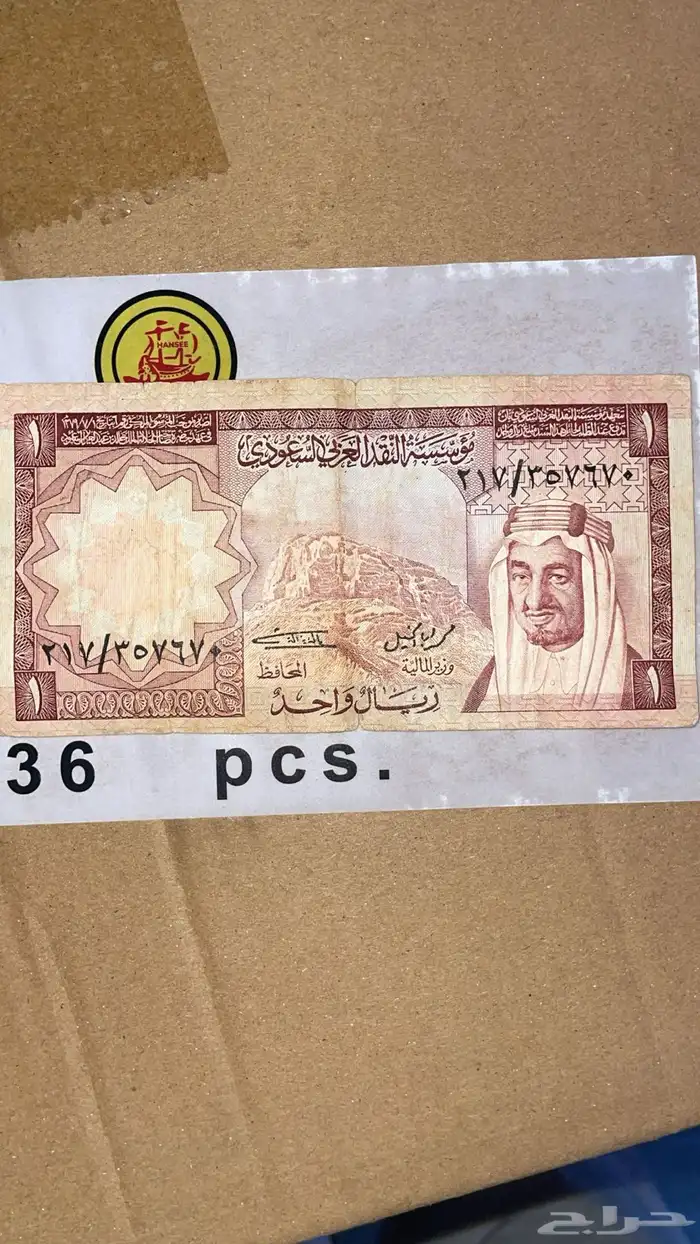 HANSEE
١
١
مؤسسة النقد العربي السعودي
٢١٧/٣٥٧٦٧٠
٢١٧/٣٥٧٦٧٠
وزير المالية
المحافظ
ريال واحد
١
١
36 pcs.
حراج